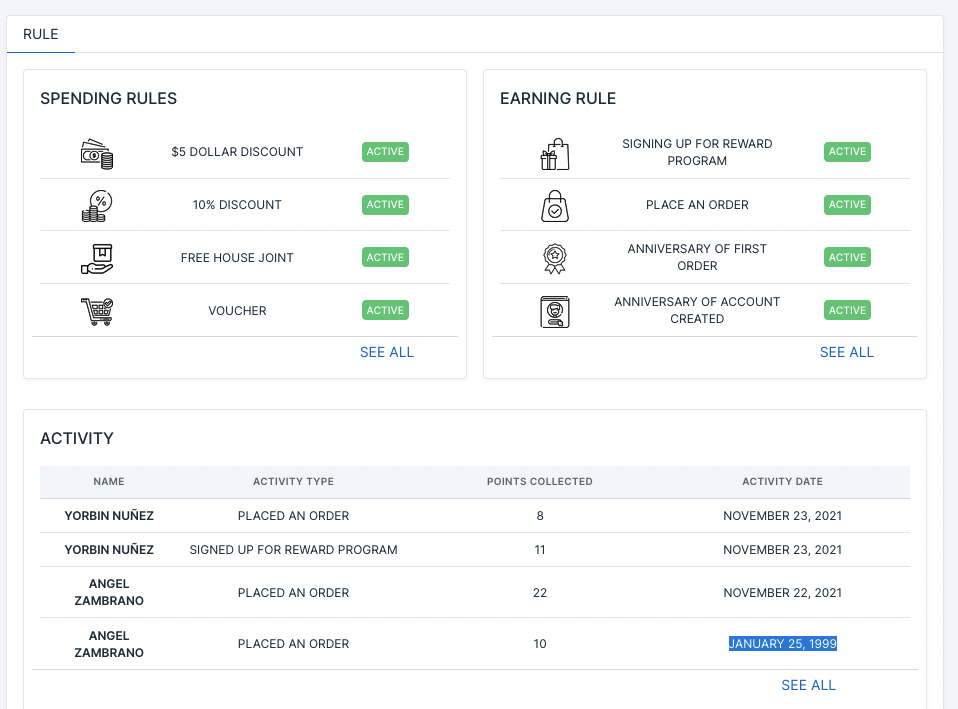 RULE
SPENDING RULES
$5 DOLLAR DISCOUNT ACTIVE
% 10% DISCOUNT ACTIVE
FREE HOUSE JOINT ACTIVE
VOUCHER ACTIVE
SEE ALL
EARNING RULE
SIGNING UP FOR REWARD
PROGRAM
ACTIVE
PLACE AN ORDER ACTIVE
ANNIVERSARY OF FIRST
ORDER
ACTIVE
ANNIVERSARY OF ACCOUNT
CREATED
ACTIVE
SEE ALL
ACTIVITY
NAME ACTIVITY TYPE POINTS COLLECTED ACTIVITY DATE
YORBIN NUÑEZ PLACED AN ORDER 8 NOVEMBER 23, 2021
YORBIN NUÑEZ SIGNED UP FOR REWARD PROGRAM 11 NOVEMBER 23, 2021
ANGEL
ZAMBRANO
PLACED AN ORDER 22 NOVEMBER 22, 2021
ANGEL
ZAMBRANO
PLACED AN ORDER 10 JANUARY 25, 1999
SEE ALL